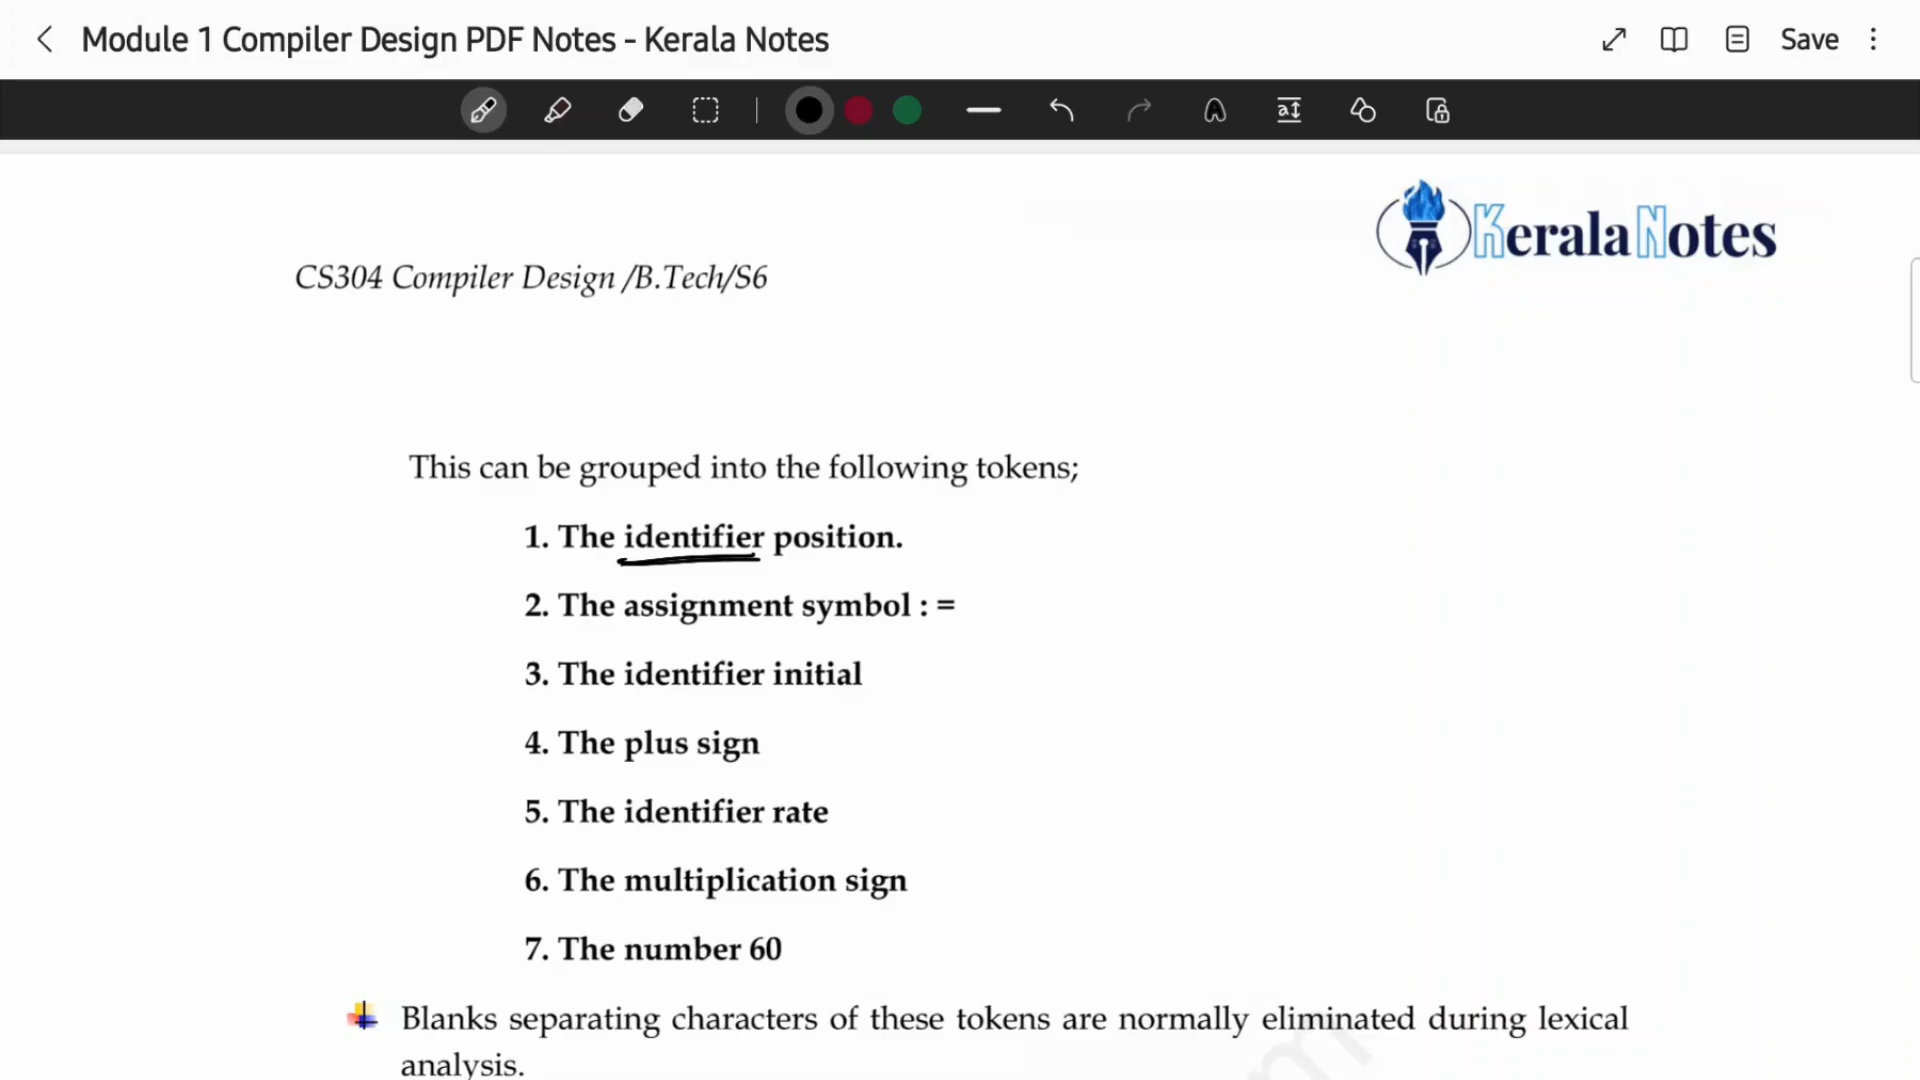 Module 1 Compiler Design PDF Notes - Kerala Notes
Save
KeralaNotes
CS304 Compiler Design /B.Tech/S6
This can be grouped into the following tokens;
1. The identifier position.
2. The assignment symbol : =
3. The identifier initial
4. The plus sign
5. The identifier rate
6. The multiplication sign
7. The number 60
Blanks separating characters of these tokens are normally eliminated during lexical
analysis.